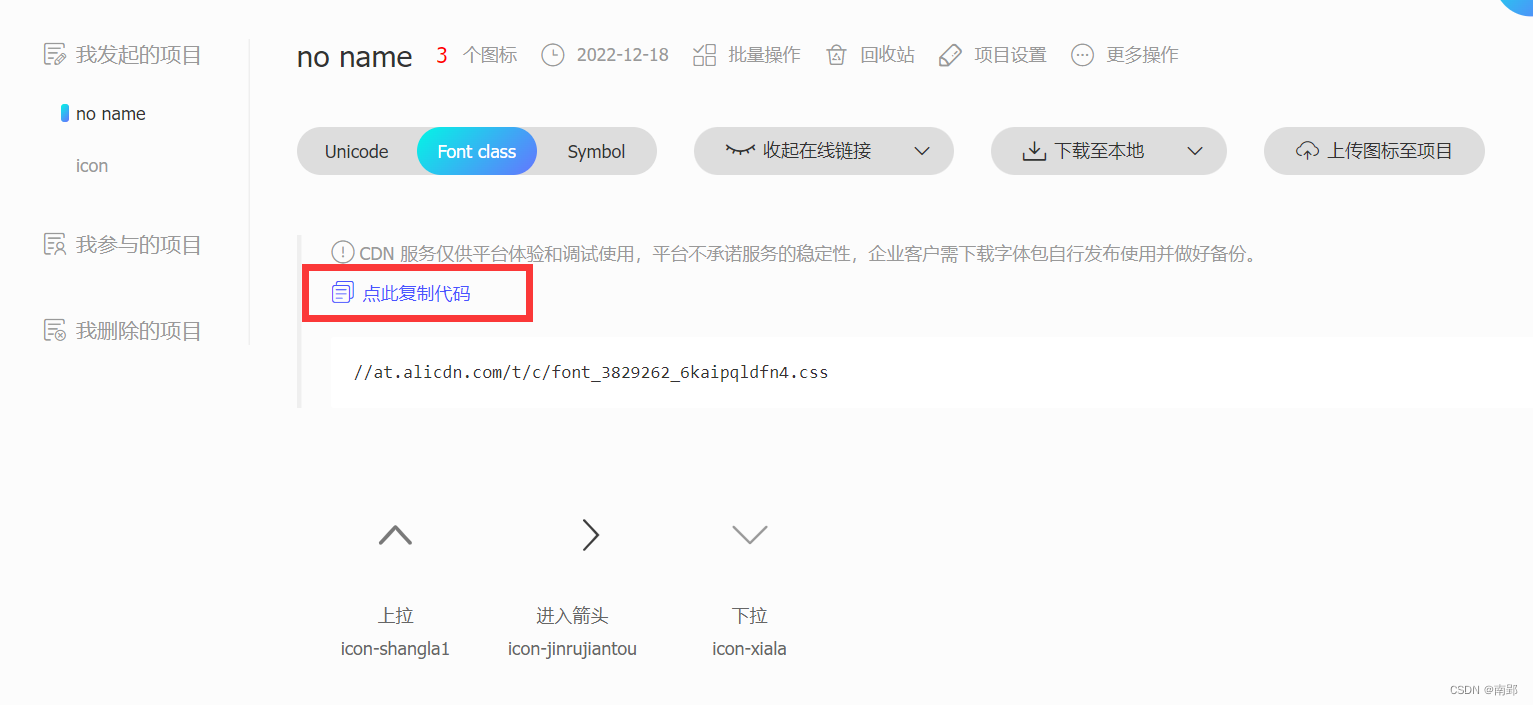 我发起的项目
no name
icon
我参与的项目
我删除的项目
no name 3 个图标 2022-12-18 批量操作 回收站 项目设置 更多操作
Unicode Font class Symbol 收起在线链接 下载至本地 上传图标至项目
CDN 服务仅供平台体验和调试使用，平台不承诺服务的稳定性，企业客户需下载字体包自行发布使用并做好备份。
点此复制代码
//at.alicdn.com/t/c/font_3829262_6kaipqldfn4.css
上拉 进入箭头 下拉
icon-shangla1 icon-jinrujiantou icon-xiala
CSDN @南郢